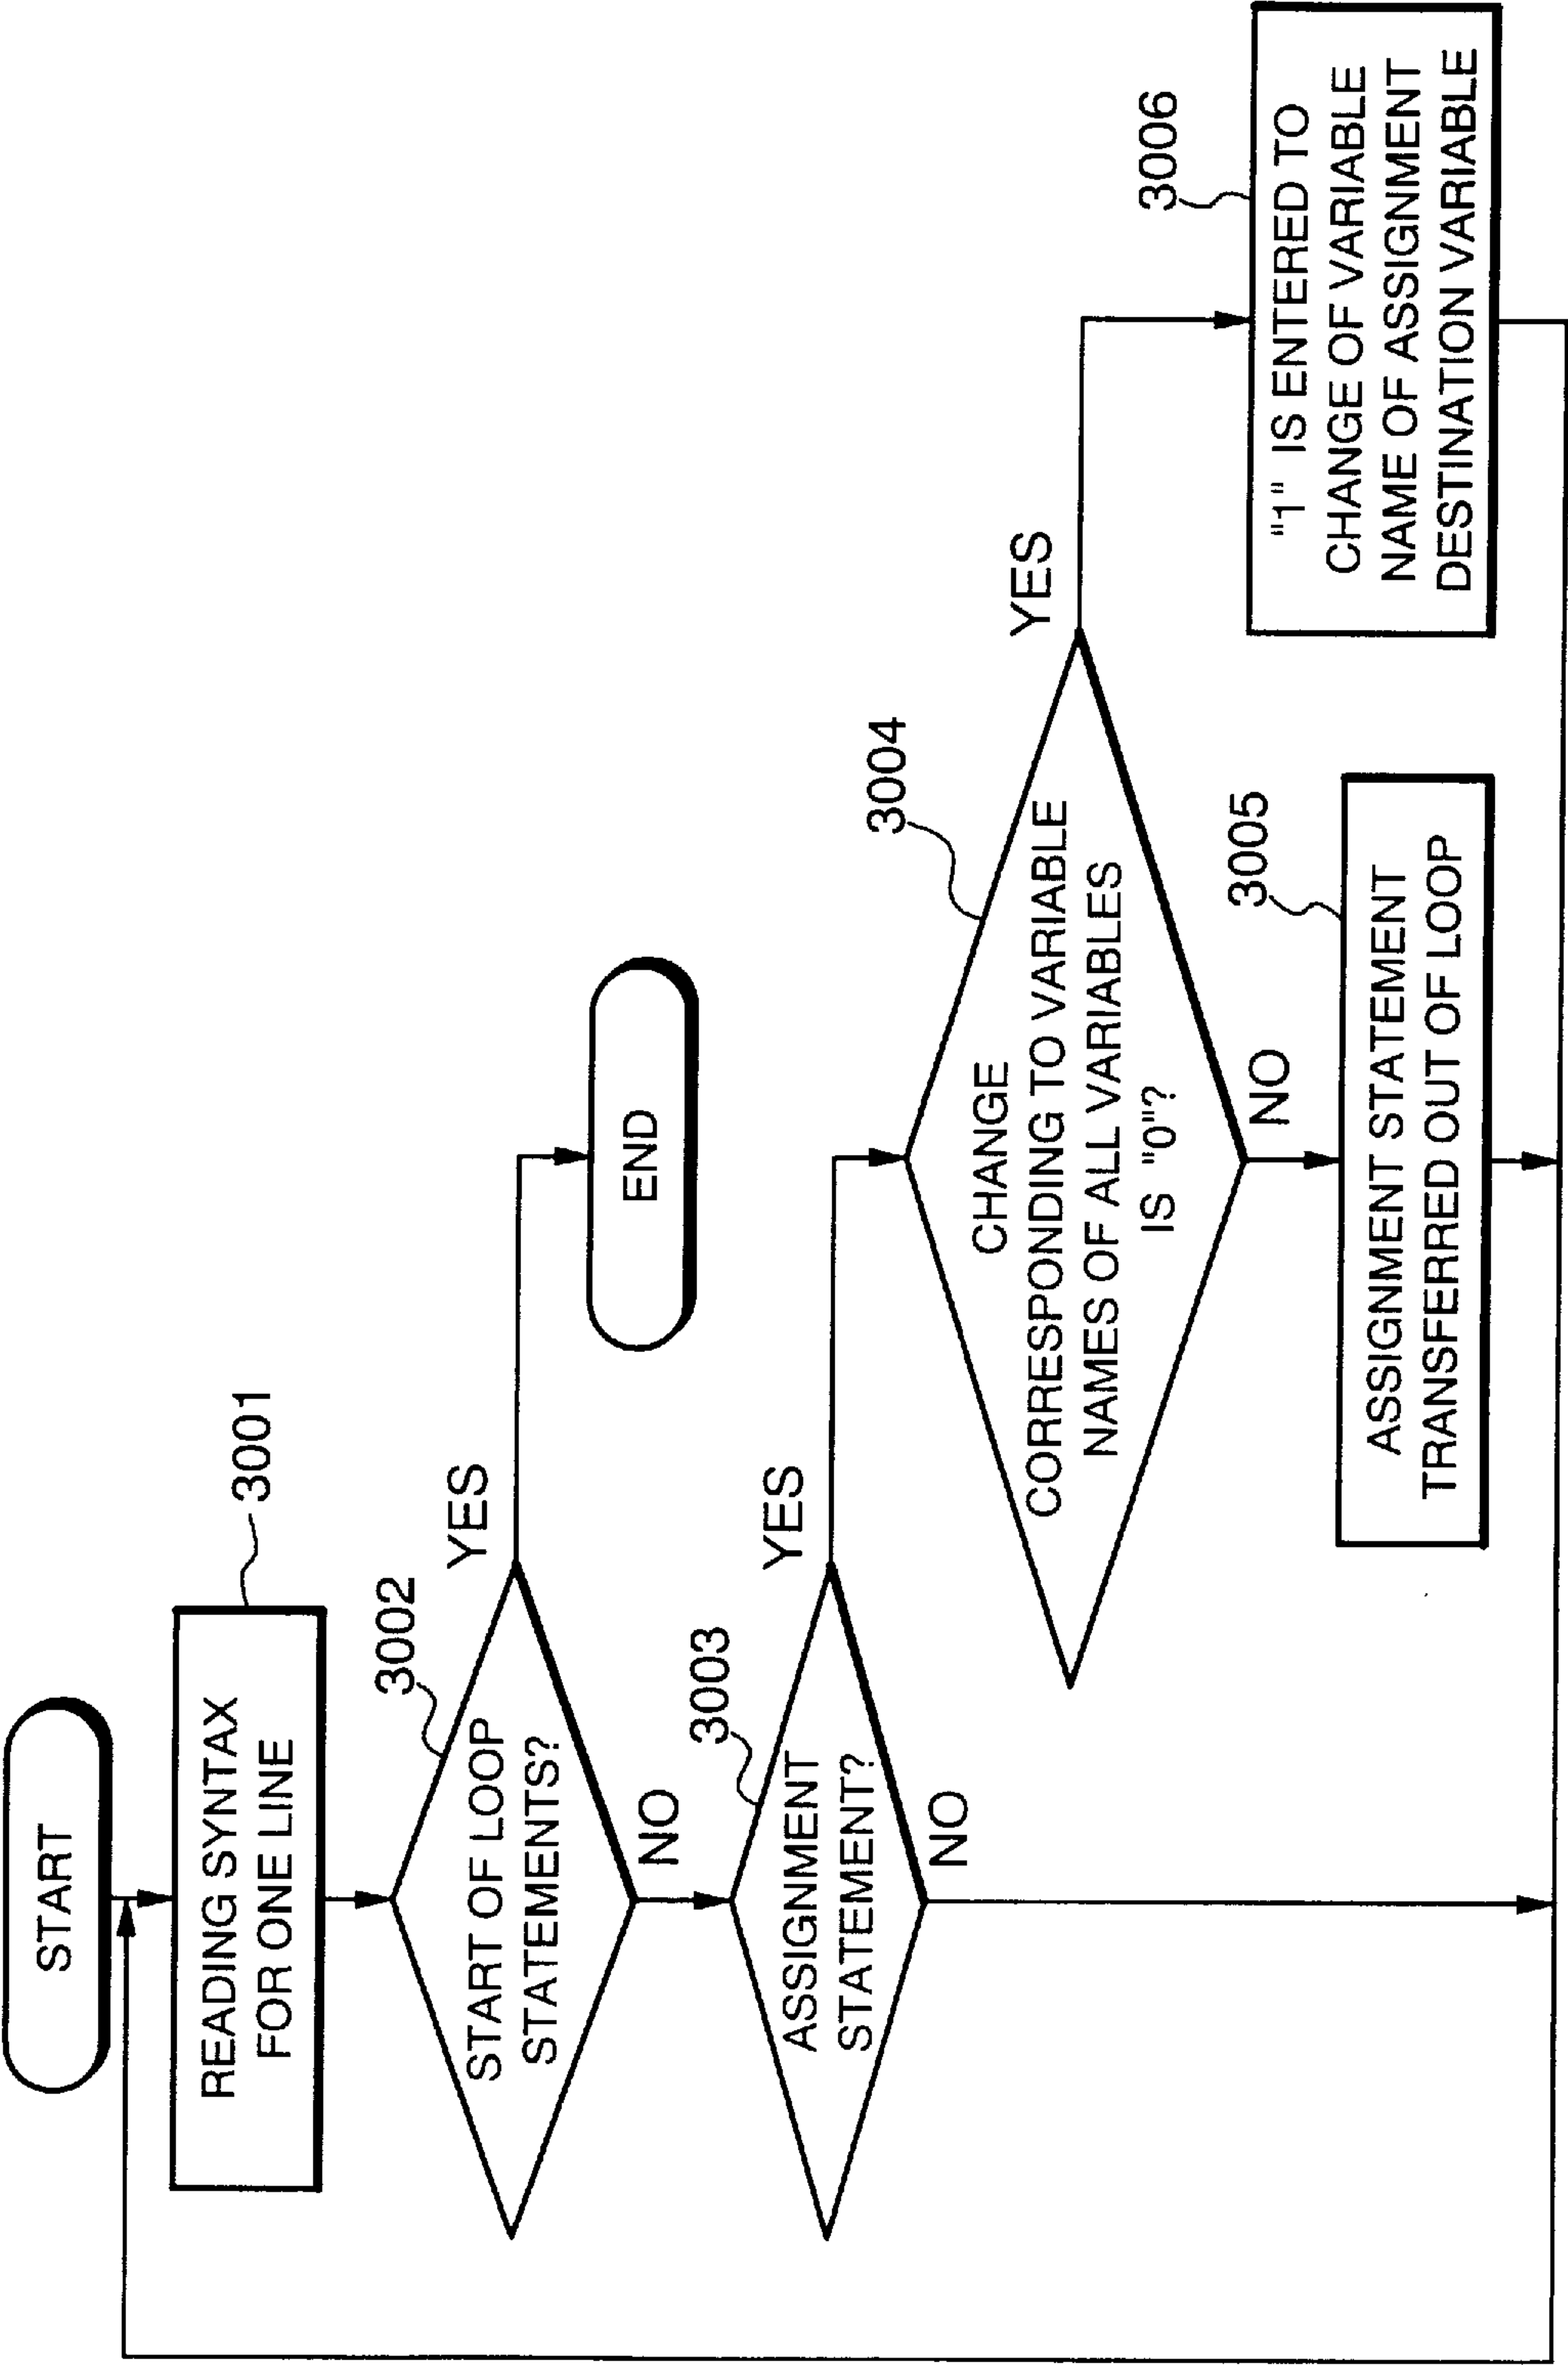 START
READING SYNTAX
FOR ONE LINE
3001
START OF LOOP
STATEMENTS?
3002
YES
NO
END
ASSIGNMENT
STATEMENT?
3003
YES
NO
CHANGE
CORRESPONDING TO VARIABLE
NAMES OF ALL VARIABLES
IS "0"?
3004
YES
NO
ASSIGNMENT STATEMENT
TRANSFERRED OUT OF LOOP
3005
"1" IS ENTERED TO
CHANGE OF VARIABLE
NAME OF ASSIGNMENT
DESTINATION VARIABLE
3006